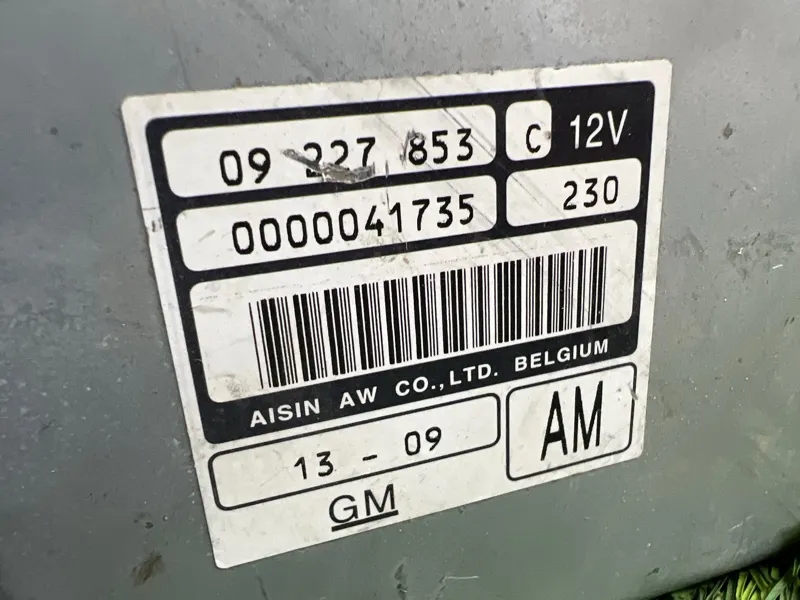 09 227 853 C 12V
0000041735 230
AISIN AW CO.,LTD. BELGIUM
13 - 09 AM
GM